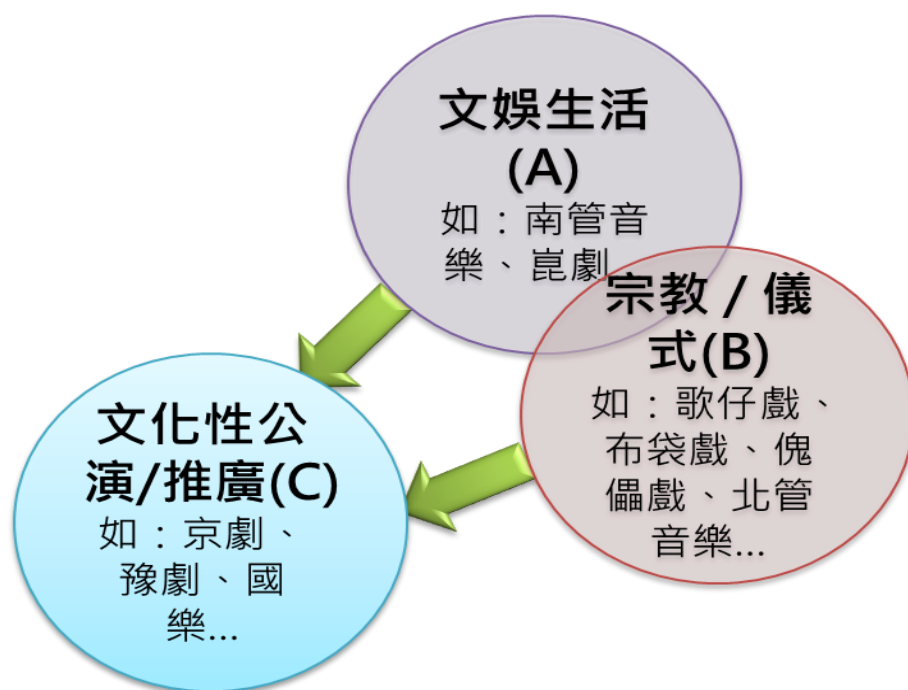 文娛生活
(A)
如：南管音
樂、崑劇
宗教／儀
式(B)
如：歌仔戲、
布袋戲、傀
儡戲、北管
音樂...
文化性公
演/推廣(C)
如：京劇、
豫劇、國
樂...